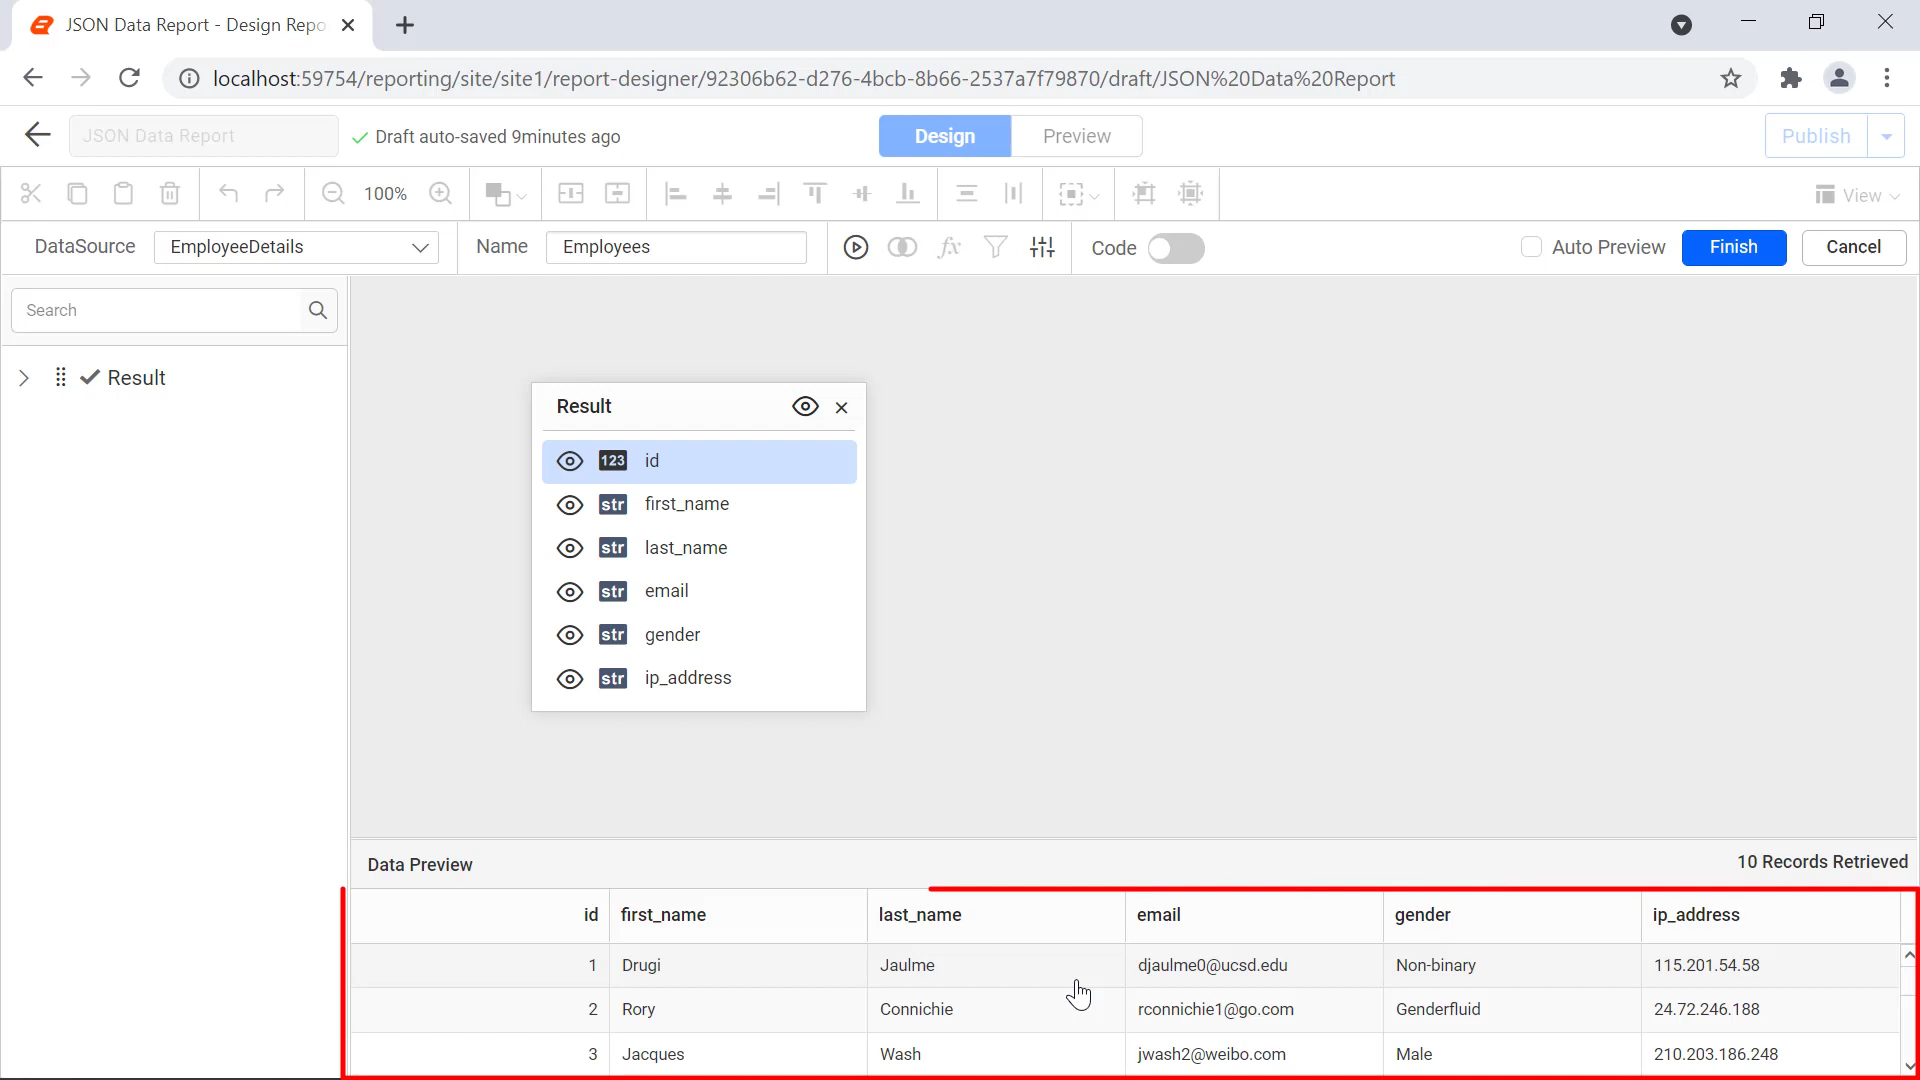 JSON Data Report - Design Repo
localhost:59754/reporting/site/site1/report-designer/92306b62-d276-4bcb-8b66-2537a7f79870/draft/JSON%20Data%20Report
JSON Data Report
Draft auto-saved 9minutes ago
Design
Preview
Publish
100%
View
DataSource
EmployeeDetails
Name
Employees
fx
Code
Auto Preview
Finish
Cancel
Search
Result
Result
123 id
str first_name
str last_name
str email
str gender
str ip_address
Data Preview
10 Records Retrieved
id first_name last_name email gender ip_address
1 Drugi Jaulme djaulme0@ucsd.edu Non-binary 115.201.54.58
2 Rory Connichie rconnichie1@go.com Genderfluid 24.72.246.188
3 Jacques Wash jwash2@weibo.com Male 210.203.186.248